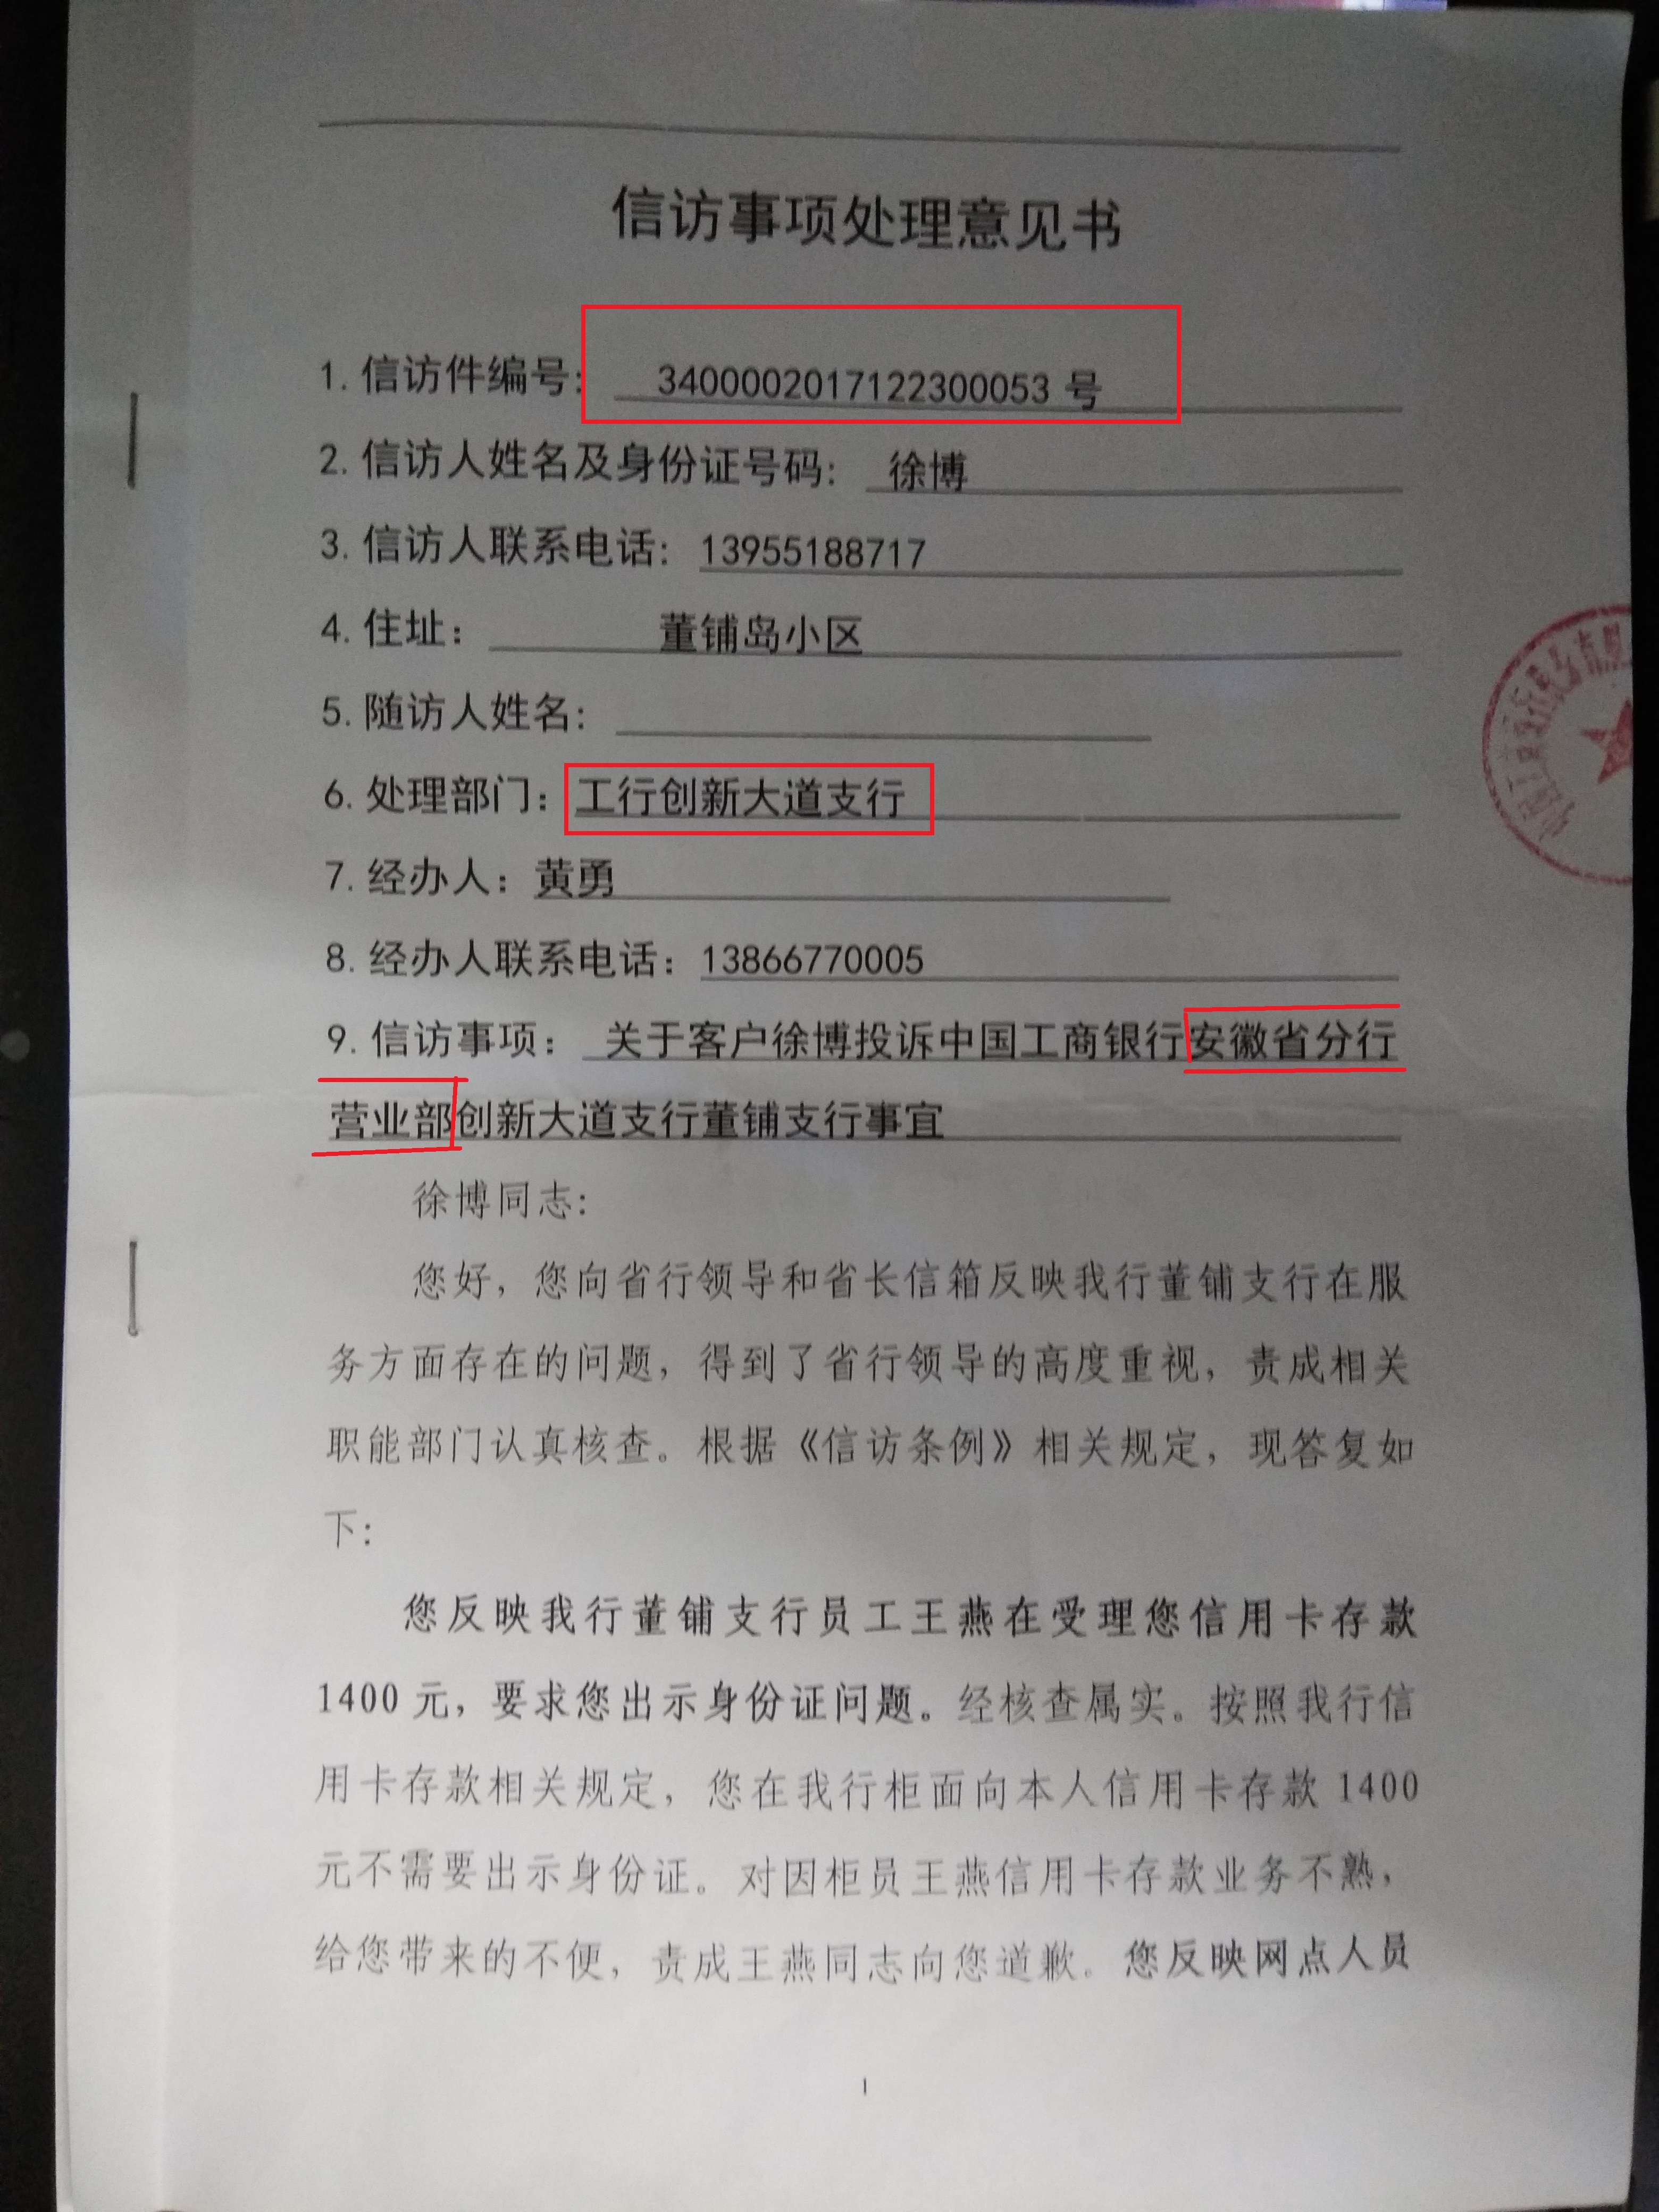 信访事项处理意见书
1.信访件编号: 3400002017122300053 号
2.信访人姓名及身份证号码: 徐博
3.信访人联系电话: 13955188717
4.住址: 董铺岛小区
5.随访人姓名:
6.处理部门: 工行创新大道支行
7.经办人: 黄勇
8.经办人联系电话: 13866770005
9.信访事项: 关于客户徐博投诉中国工商银行安徽省分行
营业部创新大道支行董铺支行事宜
徐博同志:
您好,您向省行领导和省长信箱反映我行董铺支行在服
务方面存在的问题,得到了省行领导的高度重视,责成相关
职能部门认真核查。根据《信访条例》相关规定,现答复如
下:
您反映我行董铺支行员工王燕在受理您信用卡存款
1400元,要求您出示身份证问题。经核查属实。按照我行信
用卡存款相关规定,您在我行柜面向本人信用卡存款1400
元不需要出示身份证。对因柜员王燕信用卡存款业务不熟,
给您带来的不便,责成王燕同志向您道歉。您反映网点人员
1